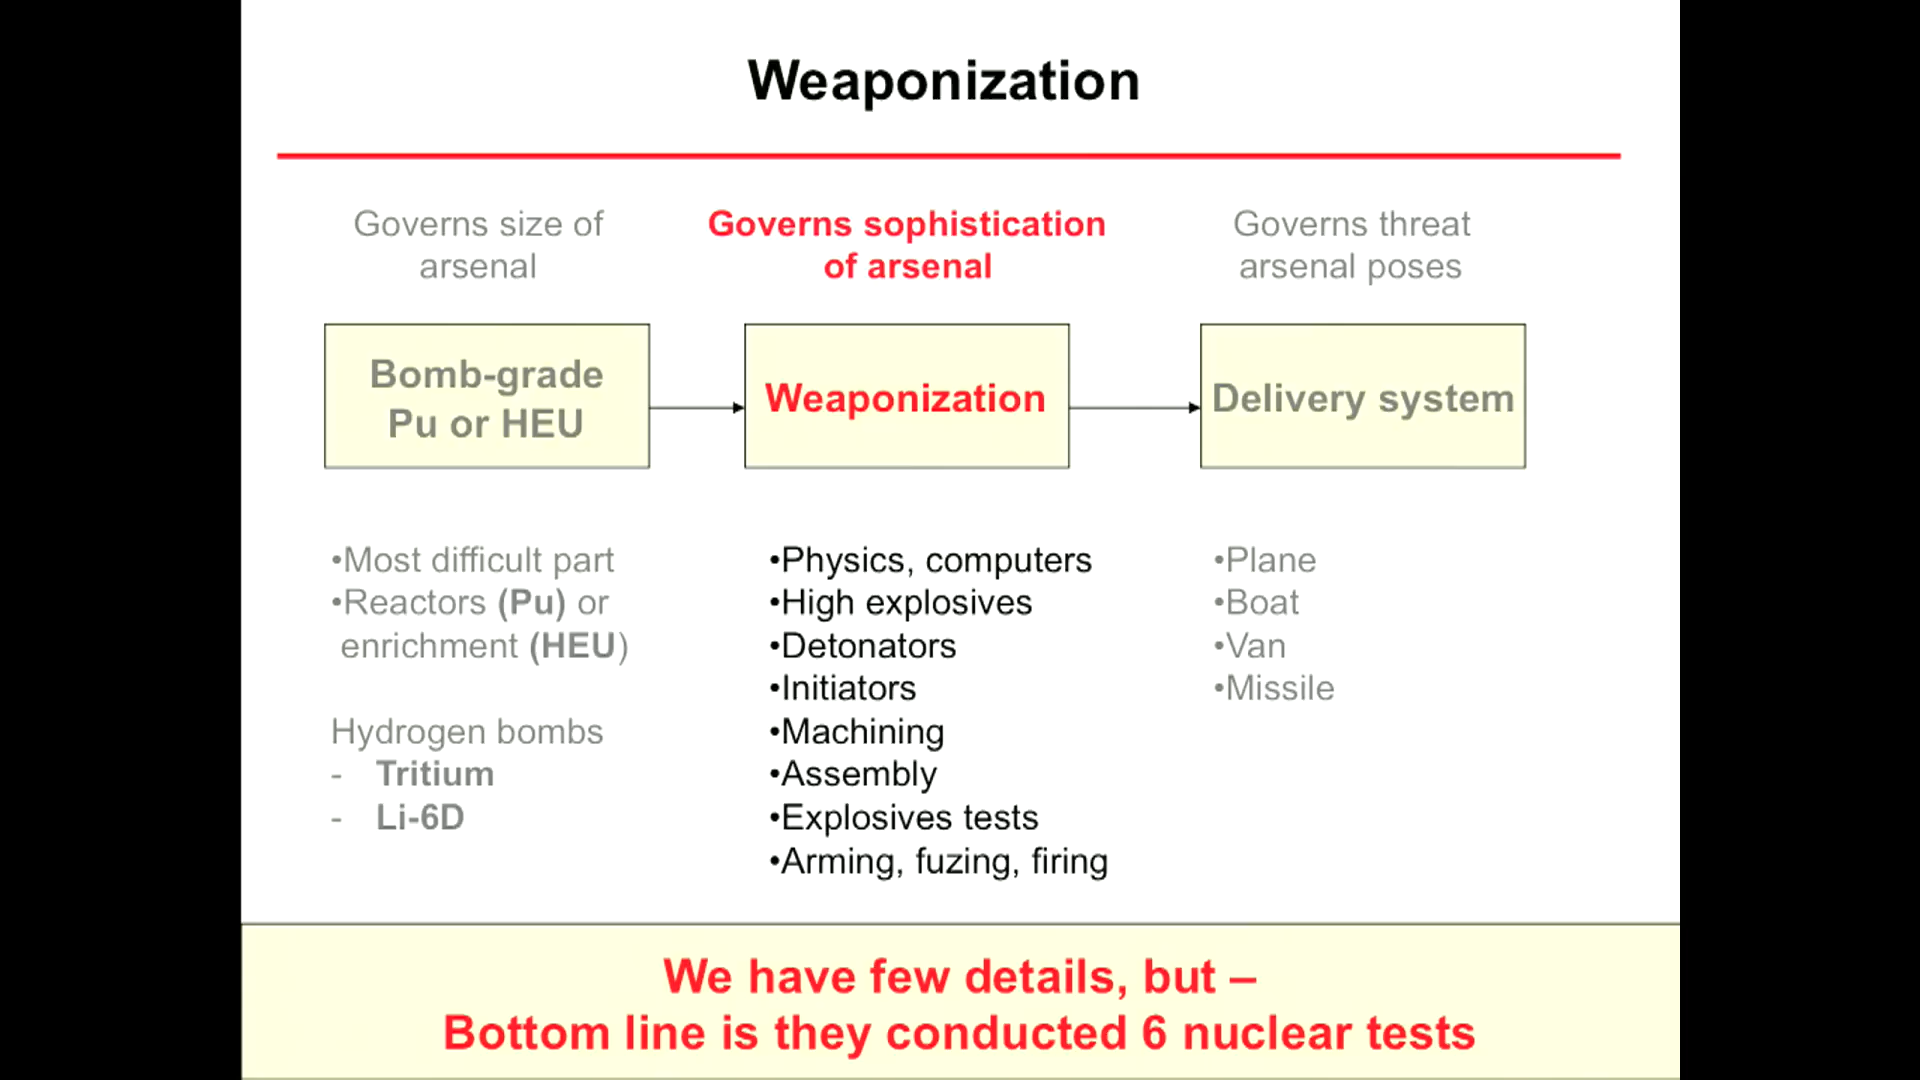 Weaponization
Governs size of
arsenal
Governs sophistication
of arsenal
Governs threat
arsenal poses
Bomb-grade
Pu or HEU
Weaponization
Delivery system
•Most difficult part
•Reactors (Pu) or
enrichment (HEU)
Hydrogen bombs
- Tritium
- Li-6D
•Physics, computers
•High explosives
•Detonators
•Initiators
•Machining
•Assembly
•Explosives tests
•Arming, fuzing, firing
•Plane
•Boat
•Van
•Missile
We have few details, but –
Bottom line is they conducted 6 nuclear tests